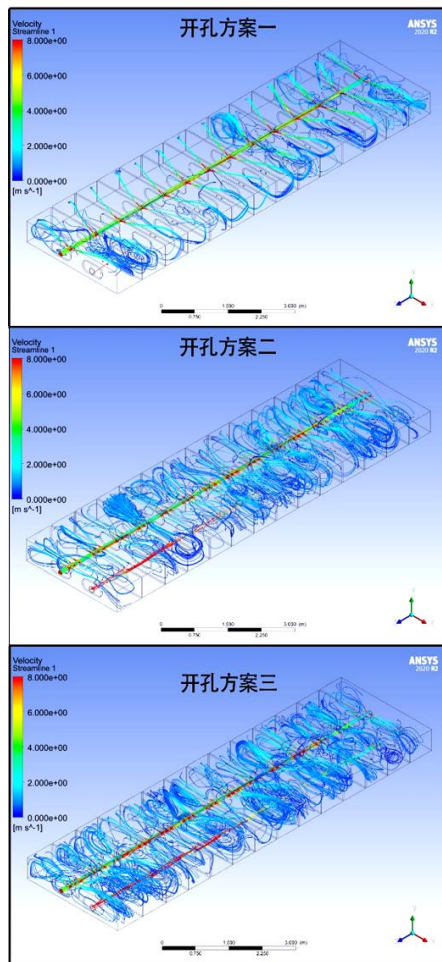 Velocity
Streamline 1
开孔方案一
ANSYS
2020 R2
8.000e+00
6.000e+00
4.000e+00
2.000e+00
0.000e+00
[m s^-1]
0
1.500
3.000 (m)
0.750
2.250
Velocity
Streamline 1
开孔方案二
ANSYS
2020 R2
8.000e+00
6.000e+00
4.000e+00
2.000e+00
0.000e+00
[m s^-1]
0
1.500
3.000 (m)
0.750
2.250
Velocity
Streamline 1
开孔方案三
ANSYS
2020 R2
8.000e+00
6.000e+00
4.000e+00
2.000e+00
0.000e+00
[m s^-1]
0
1.500
3.000 (m)
0.750
2.250